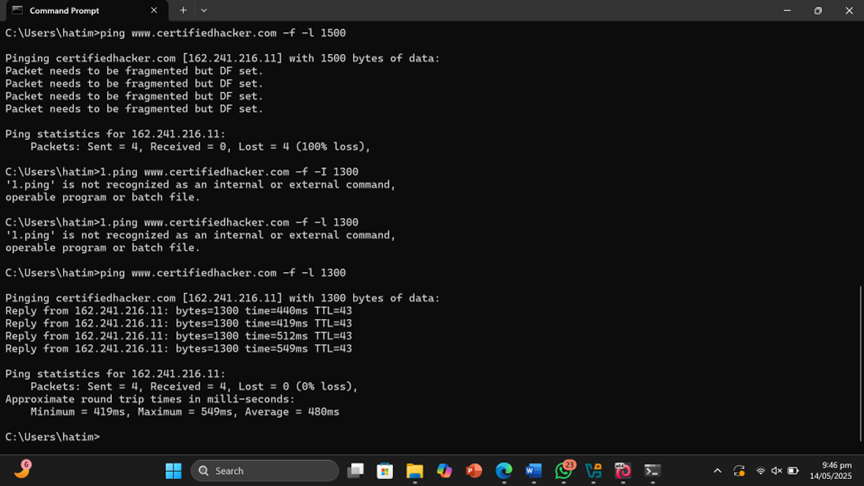 Command Prompt
C:\Users\hatim>ping www.certifiedhacker.com -f -l 1500
Pinging certifiedhacker.com [162.241.216.11] with 1500 bytes of data:
Packet needs to be fragmented but DF set.
Packet needs to be fragmented but DF set.
Packet needs to be fragmented but DF set.
Packet needs to be fragmented but DF set.
Ping statistics for 162.241.216.11:
    Packets: Sent = 4, Received = 0, Lost = 4 (100% loss),
C:\Users\hatim>1.ping www.certifiedhacker.com -f -I 1300
'1.ping' is not recognized as an internal or external command,
operable program or batch file.
C:\Users\hatim>1.ping www.certifiedhacker.com -f -l 1300
'1.ping' is not recognized as an internal or external command,
operable program or batch file.
C:\Users\hatim>ping www.certifiedhacker.com -f -l 1300
Pinging certifiedhacker.com [162.241.216.11] with 1300 bytes of data:
Reply from 162.241.216.11: bytes=1300 time=440ms TTL=43
Reply from 162.241.216.11: bytes=1300 time=419ms TTL=43
Reply from 162.241.216.11: bytes=1300 time=512ms TTL=43
Reply from 162.241.216.11: bytes=1300 time=549ms TTL=43
Ping statistics for 162.241.216.11:
    Packets: Sent = 4, Received = 4, Lost = 0 (0% loss),
Approximate round trip times in milli-seconds:
    Minimum = 419ms, Maximum = 549ms, Average = 480ms
C:\Users\hatim>
6
Search
23
9:46 pm
14/05/2025